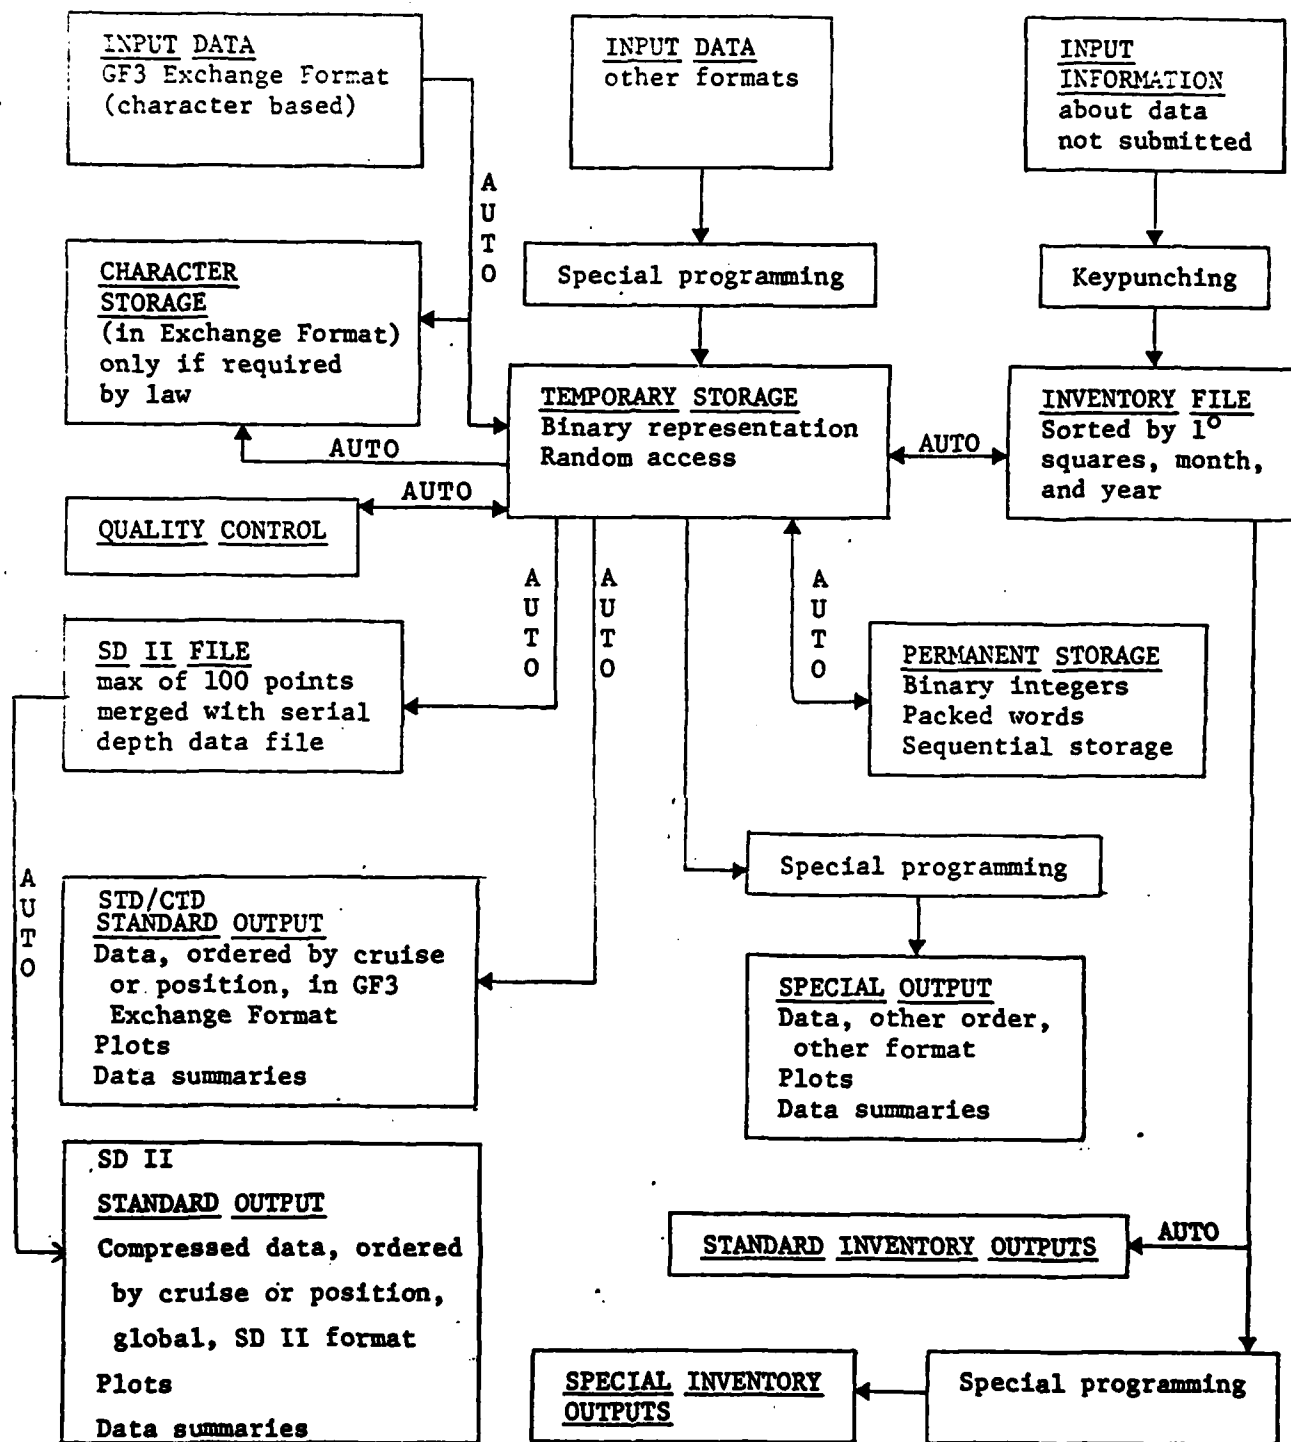 INPUT DATA
GF3 Exchange Format
(character based)
INPUT DATA
other formats
INPUT
INFORMATION
about data
not submitted
AUTO
CHARACTER
STORAGE
(in Exchange Format)
only if required
by law
Special programming
Keypunching
TEMPORARY STORAGE
Binary representation
Random access
AUTO
INVENTORY FILE
Sorted by 1°
squares, month,
and year
AUTO
AUTO
QUALITY CONTROL
AUTO
AUTO
AUTO
SD II FILE
max of 100 points
merged with serial
depth data file
PERMANENT STORAGE
Binary integers
Packed words
Sequential storage
AUTO
STD/CTD
STANDARD OUTPUT
Data, ordered by cruise
or position, in GF3
Exchange Format
Plots
Data summaries
Special programming
SPECIAL OUTPUT
Data, other order,
other format
Plots
Data summaries
SD II
STANDARD OUTPUT
Compressed data, ordered
by cruise or position,
global, SD II format
Plots
Data summaries
STANDARD INVENTORY OUTPUTS
AUTO
SPECIAL INVENTORY
OUTPUTS
Special programming